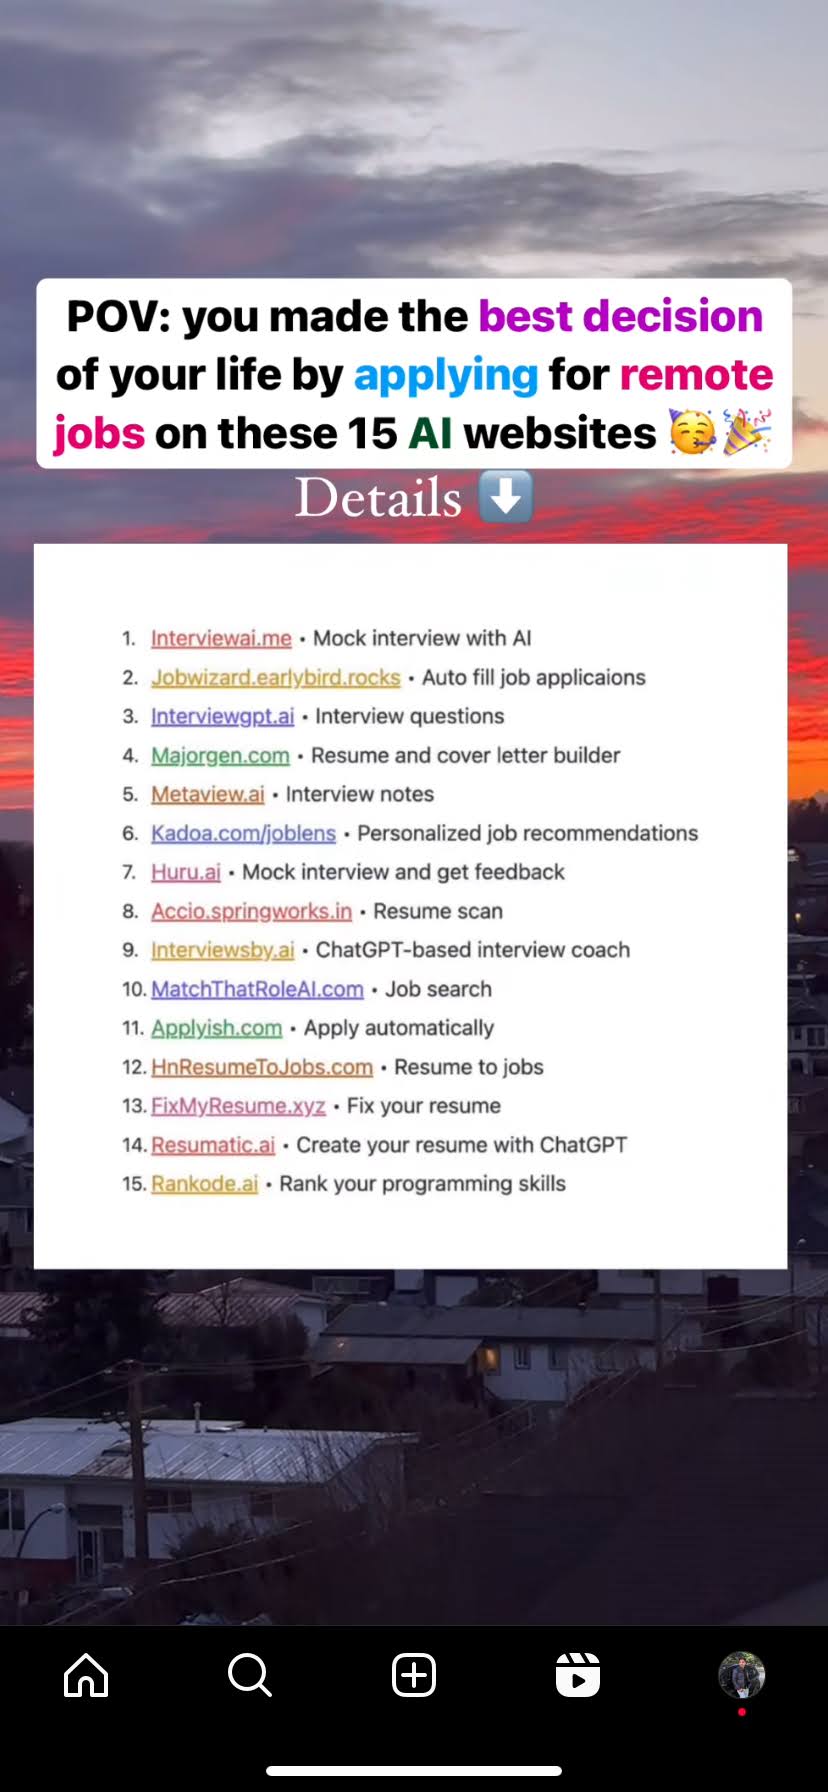 POV: you made the best decision
of your life by applying for remote
jobs on these 15 AI websites 🥳🎉
Details ⬇️
1. Interviewai.me • Mock interview with AI
2. Jobwizard.earlybird.rocks • Auto fill job applicaions
3. Interviewgpt.ai • Interview questions
4. Majorgen.com • Resume and cover letter builder
5. Metaview.ai • Interview notes
6. Kadoa.com/joblens • Personalized job recommendations
7. Huru.ai • Mock interview and get feedback
8. Accio.springworks.in • Resume scan
9. Interviewsby.ai • ChatGPT-based interview coach
10. MatchThatRoleAI.com • Job search
11. Applyish.com • Apply automatically
12. HnResumeToJobs.com • Resume to jobs
13. FixMyResume.xyz • Fix your resume
14. Resumatic.ai • Create your resume with ChatGPT
15. Rankode.ai • Rank your programming skills